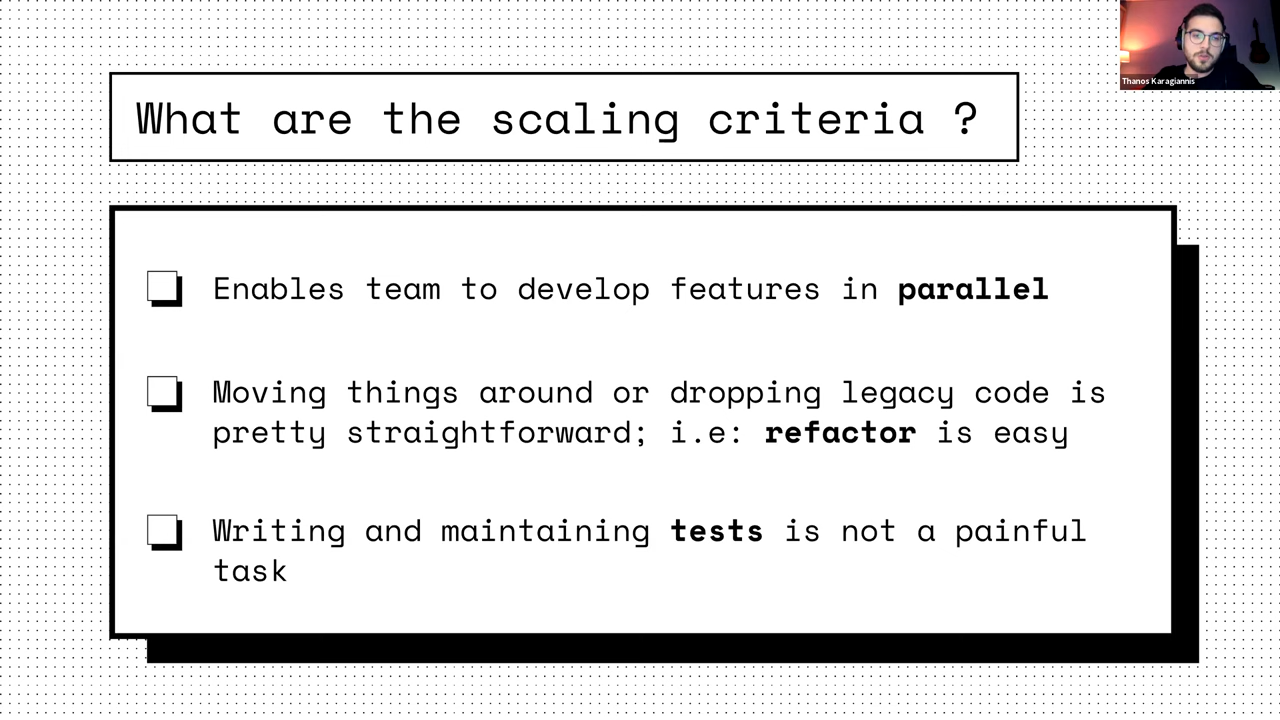 What are the scaling criteria ?
Thanos Karagiannis
Enables team to develop features in parallel
Moving things around or dropping legacy code is
pretty straightforward; i.e: refactor is easy
Writing and maintaining tests is not a painful
task